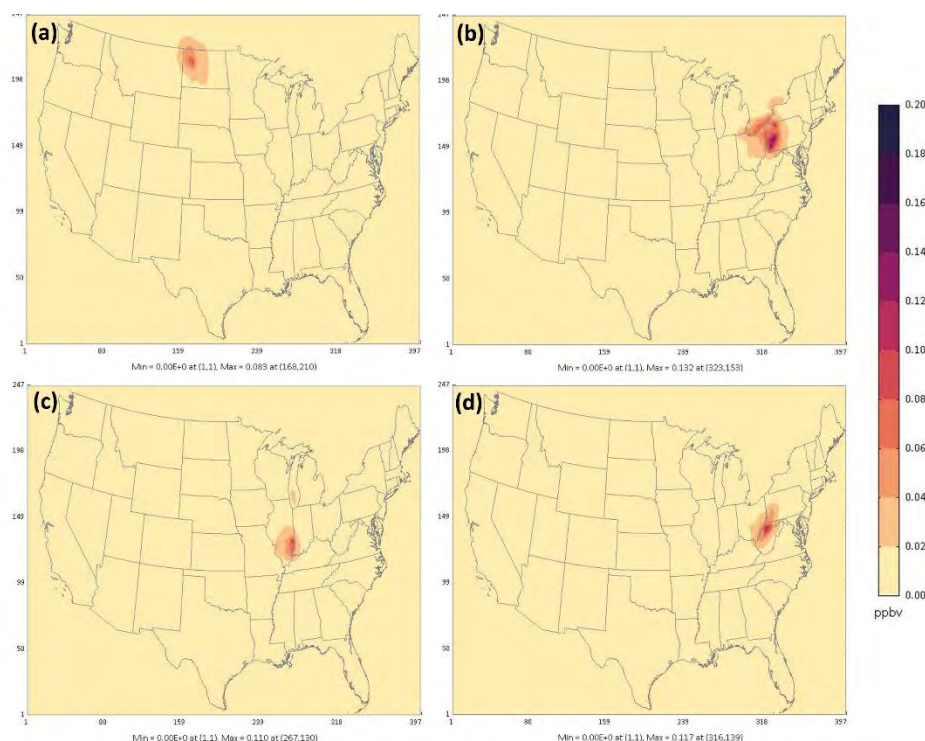 (a)
247
198
149
99
50
1
1 80 159 239 318 397
Min = 0.00E+0 at (1,1), Max = 0.083 at (168,210)
(b)
247
198
149
99
50
1
1 80 159 239 318 397
Min = 0.00E+0 at (1,1), Max = 0.132 at (323,153)
(c)
247
198
149
99
50
1
1 80 159 239 318 397
Min = 0.00E+0 at (1,1), Max = 0.110 at (267,130)
(d)
247
198
149
99
50
1
1 80 159 239 318 397
Min = 0.00E+0 at (1,1), Max = 0.117 at (316,139)
0.20
0.18
0.16
0.14
0.12
0.10
0.08
0.06
0.04
0.02
0.00
ppbv